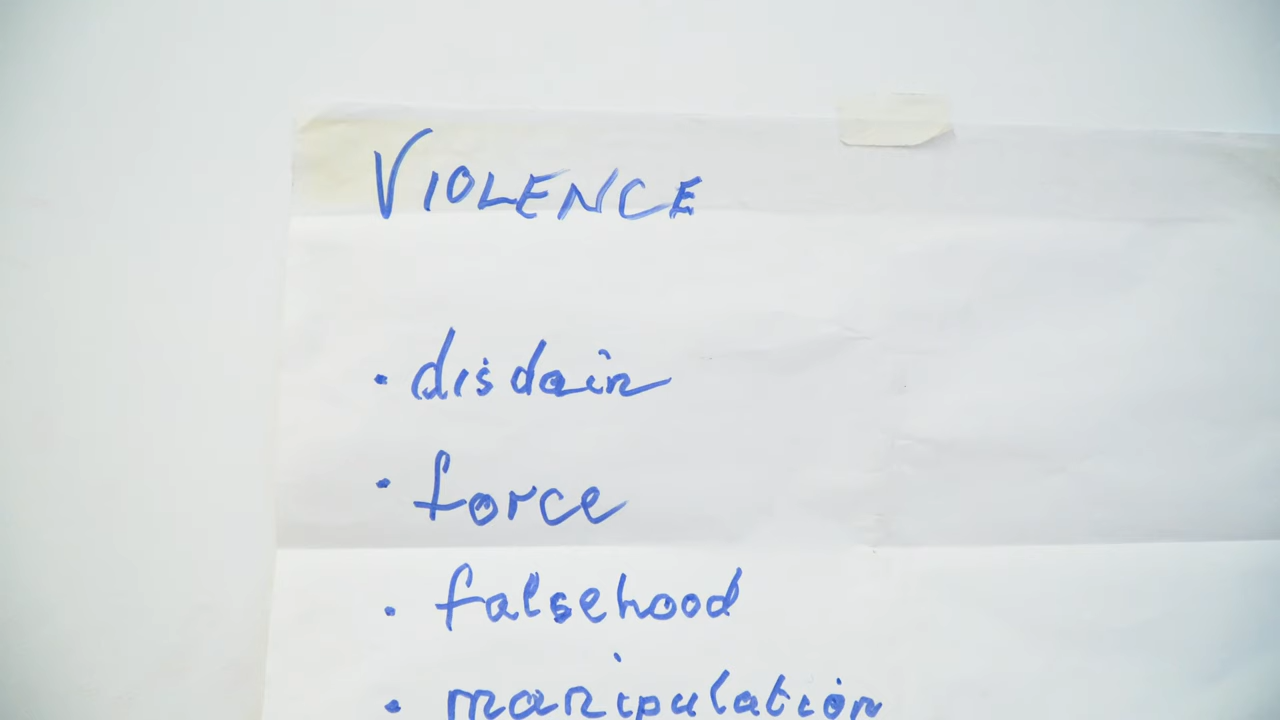 VIOLENCE
· disdain
· force
· falsehood
· manipulation